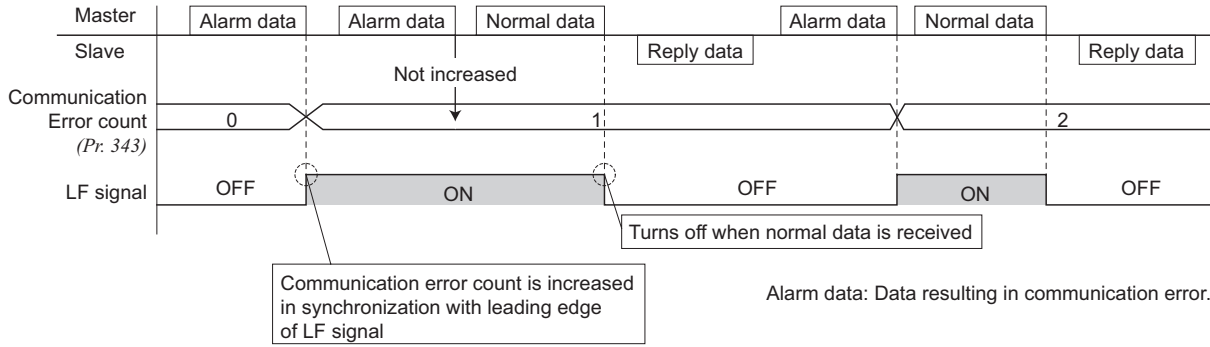 Master
Alarm data
Alarm data
Normal data
Alarm data
Normal data
Slave
Reply data
Reply data
Not increased
Communication
Error count
(Pr. 343)
0
1
2
LF signal
OFF
ON
OFF
ON
OFF
Turns off when normal data is received
Communication error count is increased
in synchronization with leading edge
of LF signal
Alarm data: Data resulting in communication error.